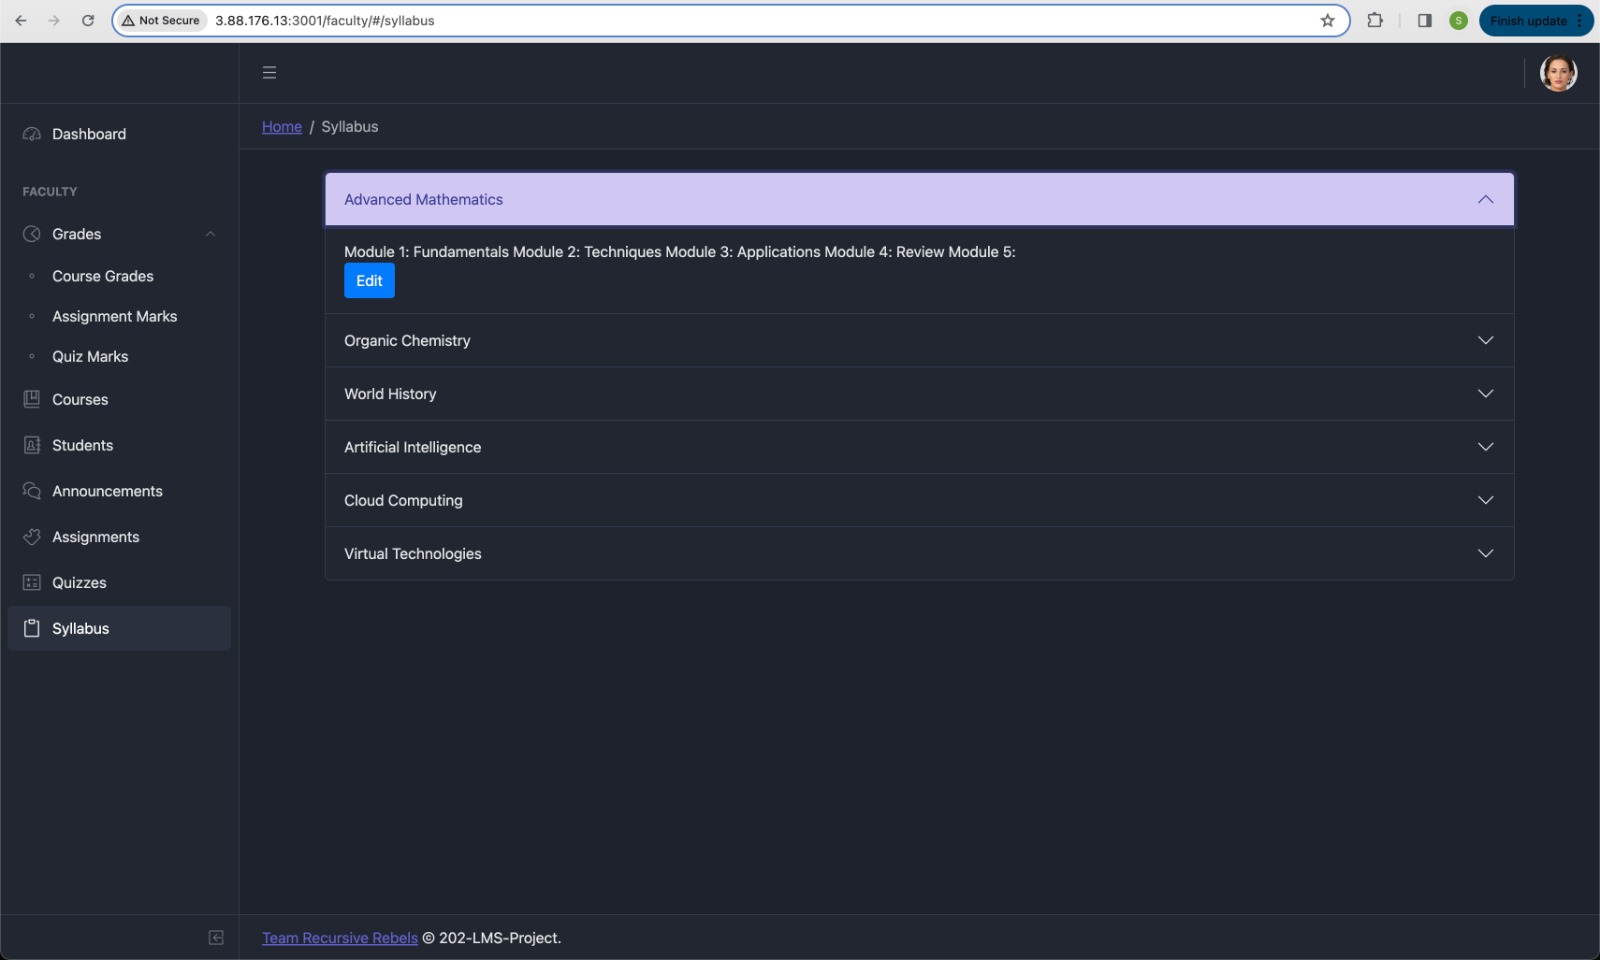 Not Secure
3.88.176.13:3001/faculty/#/syllabus
S
Finish update
Dashboard
FACULTY
Grades
Course Grades
Assignment Marks
Quiz Marks
Courses
Students
Announcements
Assignments
Quizzes
Syllabus
Home / Syllabus
Advanced Mathematics
Module 1: Fundamentals Module 2: Techniques Module 3: Applications Module 4: Review Module 5:
Edit
Organic Chemistry
World History
Artificial Intelligence
Cloud Computing
Virtual Technologies
Team Recursive Rebels © 202-LMS-Project.